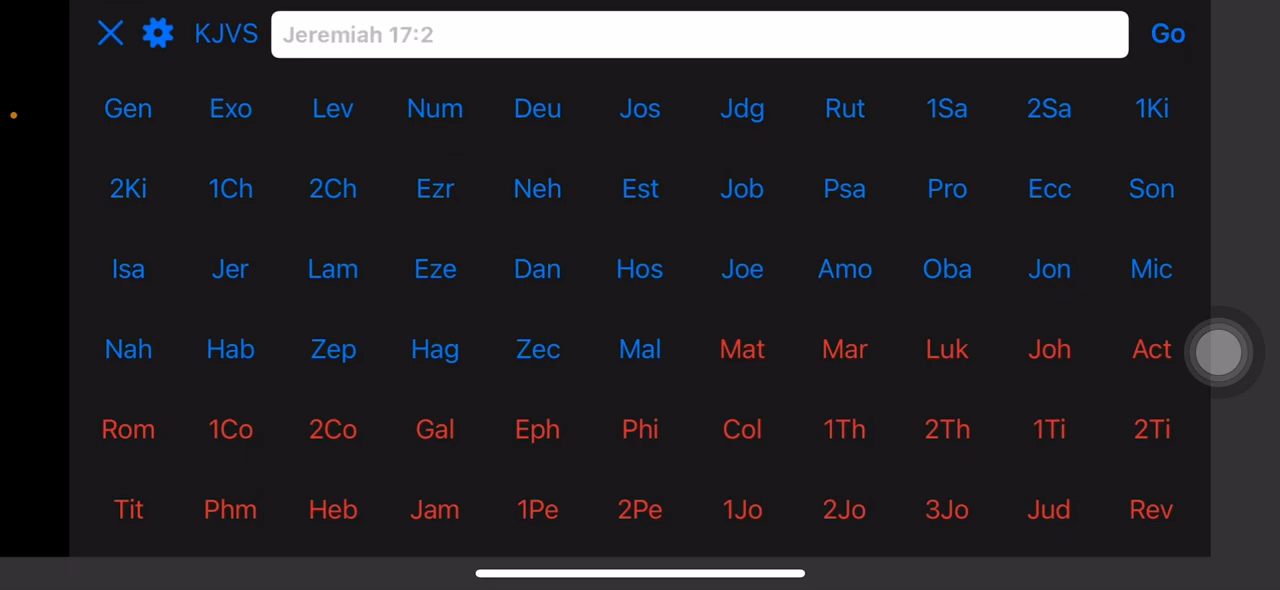 KJVS Jeremiah 17:2 Go
Gen Exo Lev Num Deu Jos Jdg Rut 1Sa 2Sa 1Ki
2Ki 1Ch 2Ch Ezr Neh Est Job Psa Pro Ecc Son
Isa Jer Lam Eze Dan Hos Joe Amo Oba Jon Mic
Nah Hab Zep Hag Zec Mal Mat Mar Luk Joh Act
Rom 1Co 2Co Gal Eph Phi Col 1Th 2Th 1Ti 2Ti
Tit Phm Heb Jam 1Pe 2Pe 1Jo 2Jo 3Jo Jud Rev